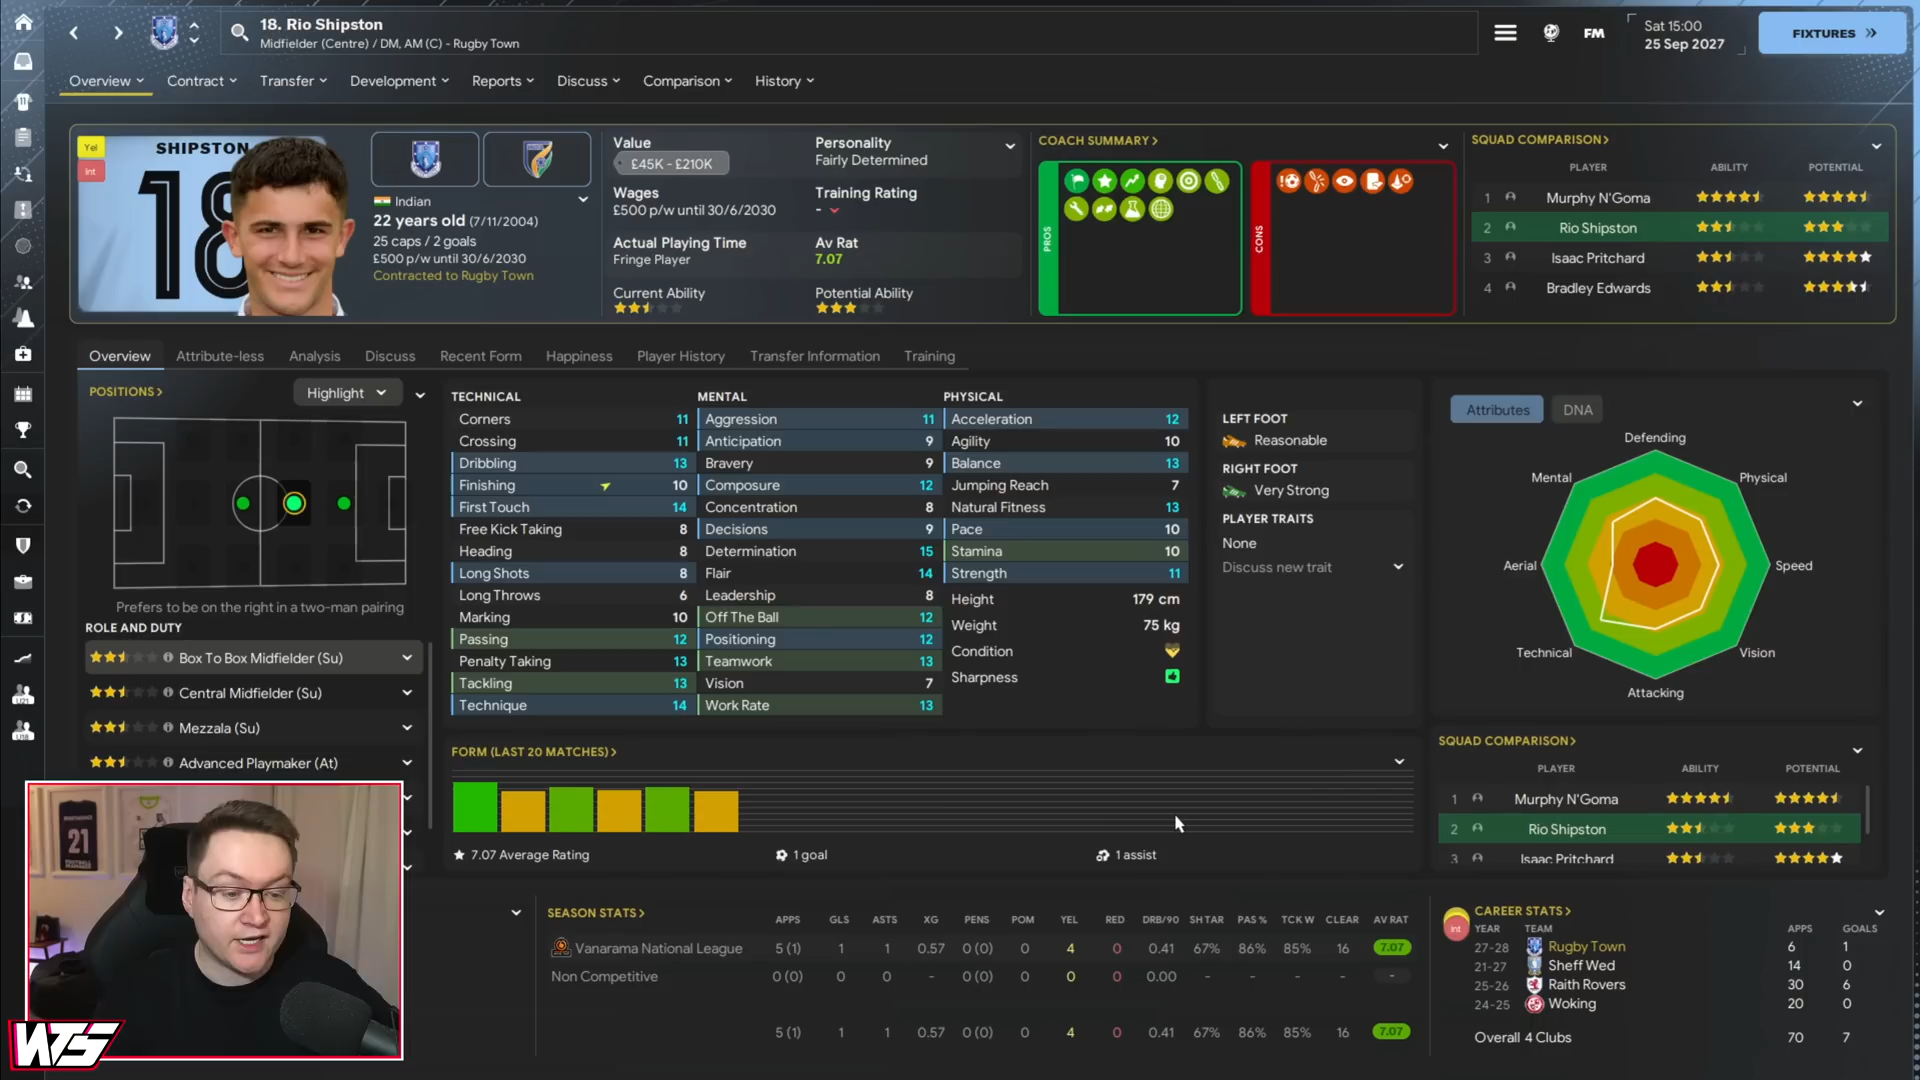 18. Rio Shipston
Midfielder (Centre) / DM, AM (C) - Rugby Town
FM
Sat 15:00
25 Sep 2027
FIXTURES
Overview
Contract
Transfer
Development
Reports
Discuss
Comparison
History
Yel
Int
SHIPSTON
18
Indian
22 years old (7/11/2004)
25 caps / 2 goals
£500 p/w until 30/6/2030
Contracted to Rugby Town
Value
£45K - £210K
Wages
£500 p/w until 30/6/2030
Actual Playing Time
Fringe Player
Current Ability
Personality
Fairly Determined
Training Rating
-
Av Rat
7.07
Potential Ability
COACH SUMMARY >
PROS
CONS
SQUAD COMPARISON >
PLAYER ABILITY POTENTIAL
1 Murphy N'Goma
2 Rio Shipston
3 Isaac Pritchard
4 Bradley Edwards
Overview
Attribute-less
Analysis
Discuss
Recent Form
Happiness
Player History
Transfer Information
Training
POSITIONS >
Highlight
Prefers to be on the right in a two-man pairing
ROLE AND DUTY
Box To Box Midfielder (Su)
Central Midfielder (Su)
Mezzala (Su)
Advanced Playmaker (At)
TECHNICAL
Corners 11
Crossing 11
Dribbling 13
Finishing 10
First Touch 14
Free Kick Taking 8
Heading 8
Long Shots 8
Long Throws 6
Marking 10
Passing 12
Penalty Taking 13
Tackling 13
Technique 14
MENTAL
Aggression 11
Anticipation 9
Bravery 9
Composure 12
Concentration 8
Decisions 9
Determination 15
Flair 14
Leadership 8
Off The Ball 12
Positioning 12
Teamwork 13
Vision 7
Work Rate 13
PHYSICAL
Acceleration 12
Agility 10
Balance 13
Jumping Reach 7
Natural Fitness 13
Pace 10
Stamina 10
Strength 11
Height 179 cm
Weight 75 kg
Condition
Sharpness
LEFT FOOT
Reasonable
RIGHT FOOT
Very Strong
PLAYER TRAITS
None
Discuss new trait
Attributes
DNA
Defending
Physical
Speed
Vision
Attacking
Technical
Aerial
Mental
FORM (LAST 20 MATCHES) >
7.07 Average Rating
1 goal
1 assist
SQUAD COMPARISON >
PLAYER ABILITY POTENTIAL
1 Murphy N'Goma
2 Rio Shipston
3 Isaac Pritchard
SEASON STATS >
APPS GLS ASTS XG PENS POM YEL RED DRB/90 SH TAR PAS % TCK W CLEAR AV RAT
Vanarama National League 5 (1) 1 1 0.57 0 (0) 0 4 0 0.41 67% 86% 85% 16 7.07
Non Competitive 0 (0) 0 0 - 0 (0) 0 0 0 0.00 - - - - -
5 (1) 1 1 0.57 0 (0) 0 4 0 0.41 67% 86% 85% 16 7.07
Int
CAREER STATS >
YEAR TEAM APPS GOALS
27-28 Rugby Town 6 1
21-27 Sheff Wed 14 0
25-26 Raith Rovers 30 6
24-25 Woking 20 0
Overall 4 Clubs 70 7
21
WTS